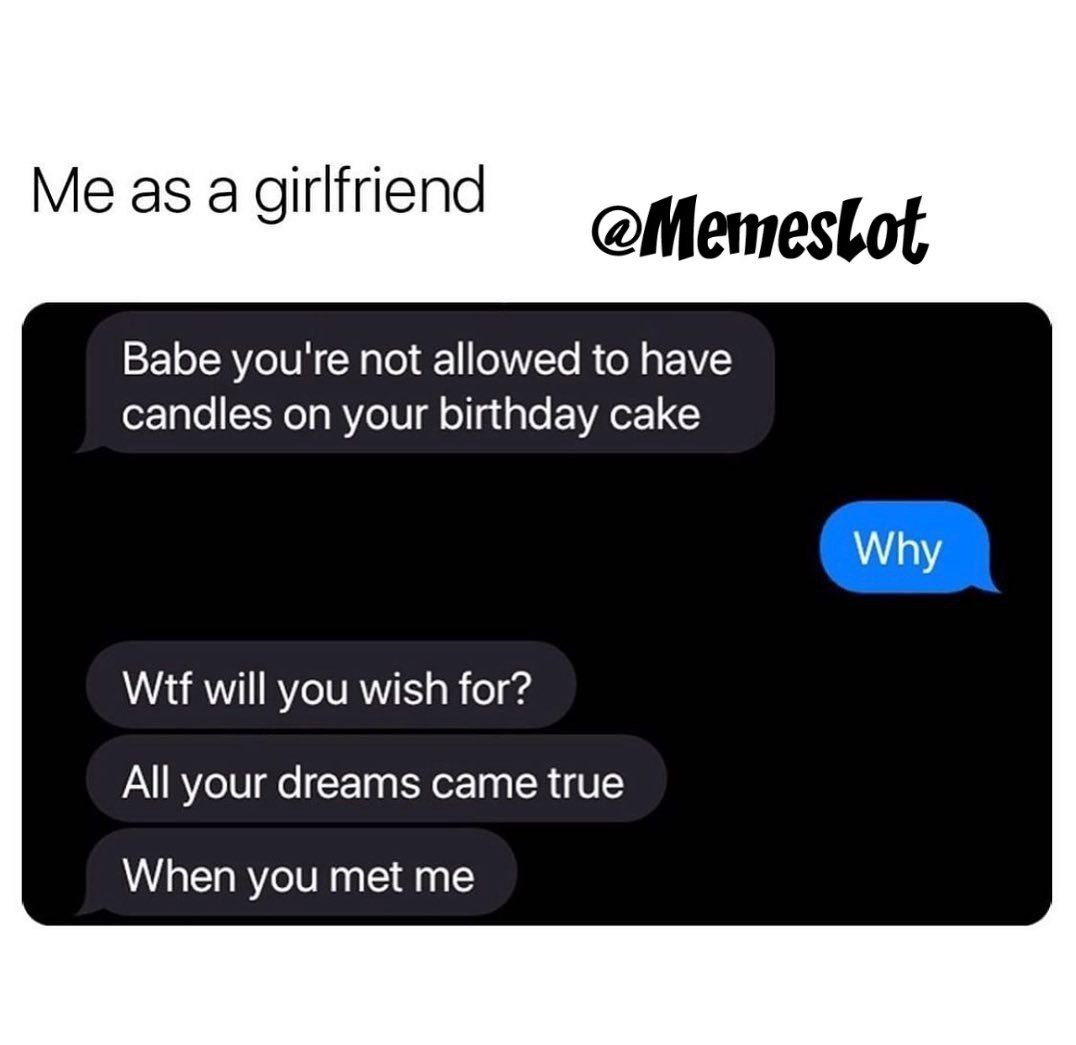 Me as a girlfriend
@MemesLot
Babe you're not allowed to have
candles on your birthday cake
Why
Wtf will you wish for?
All your dreams came true
When you met me